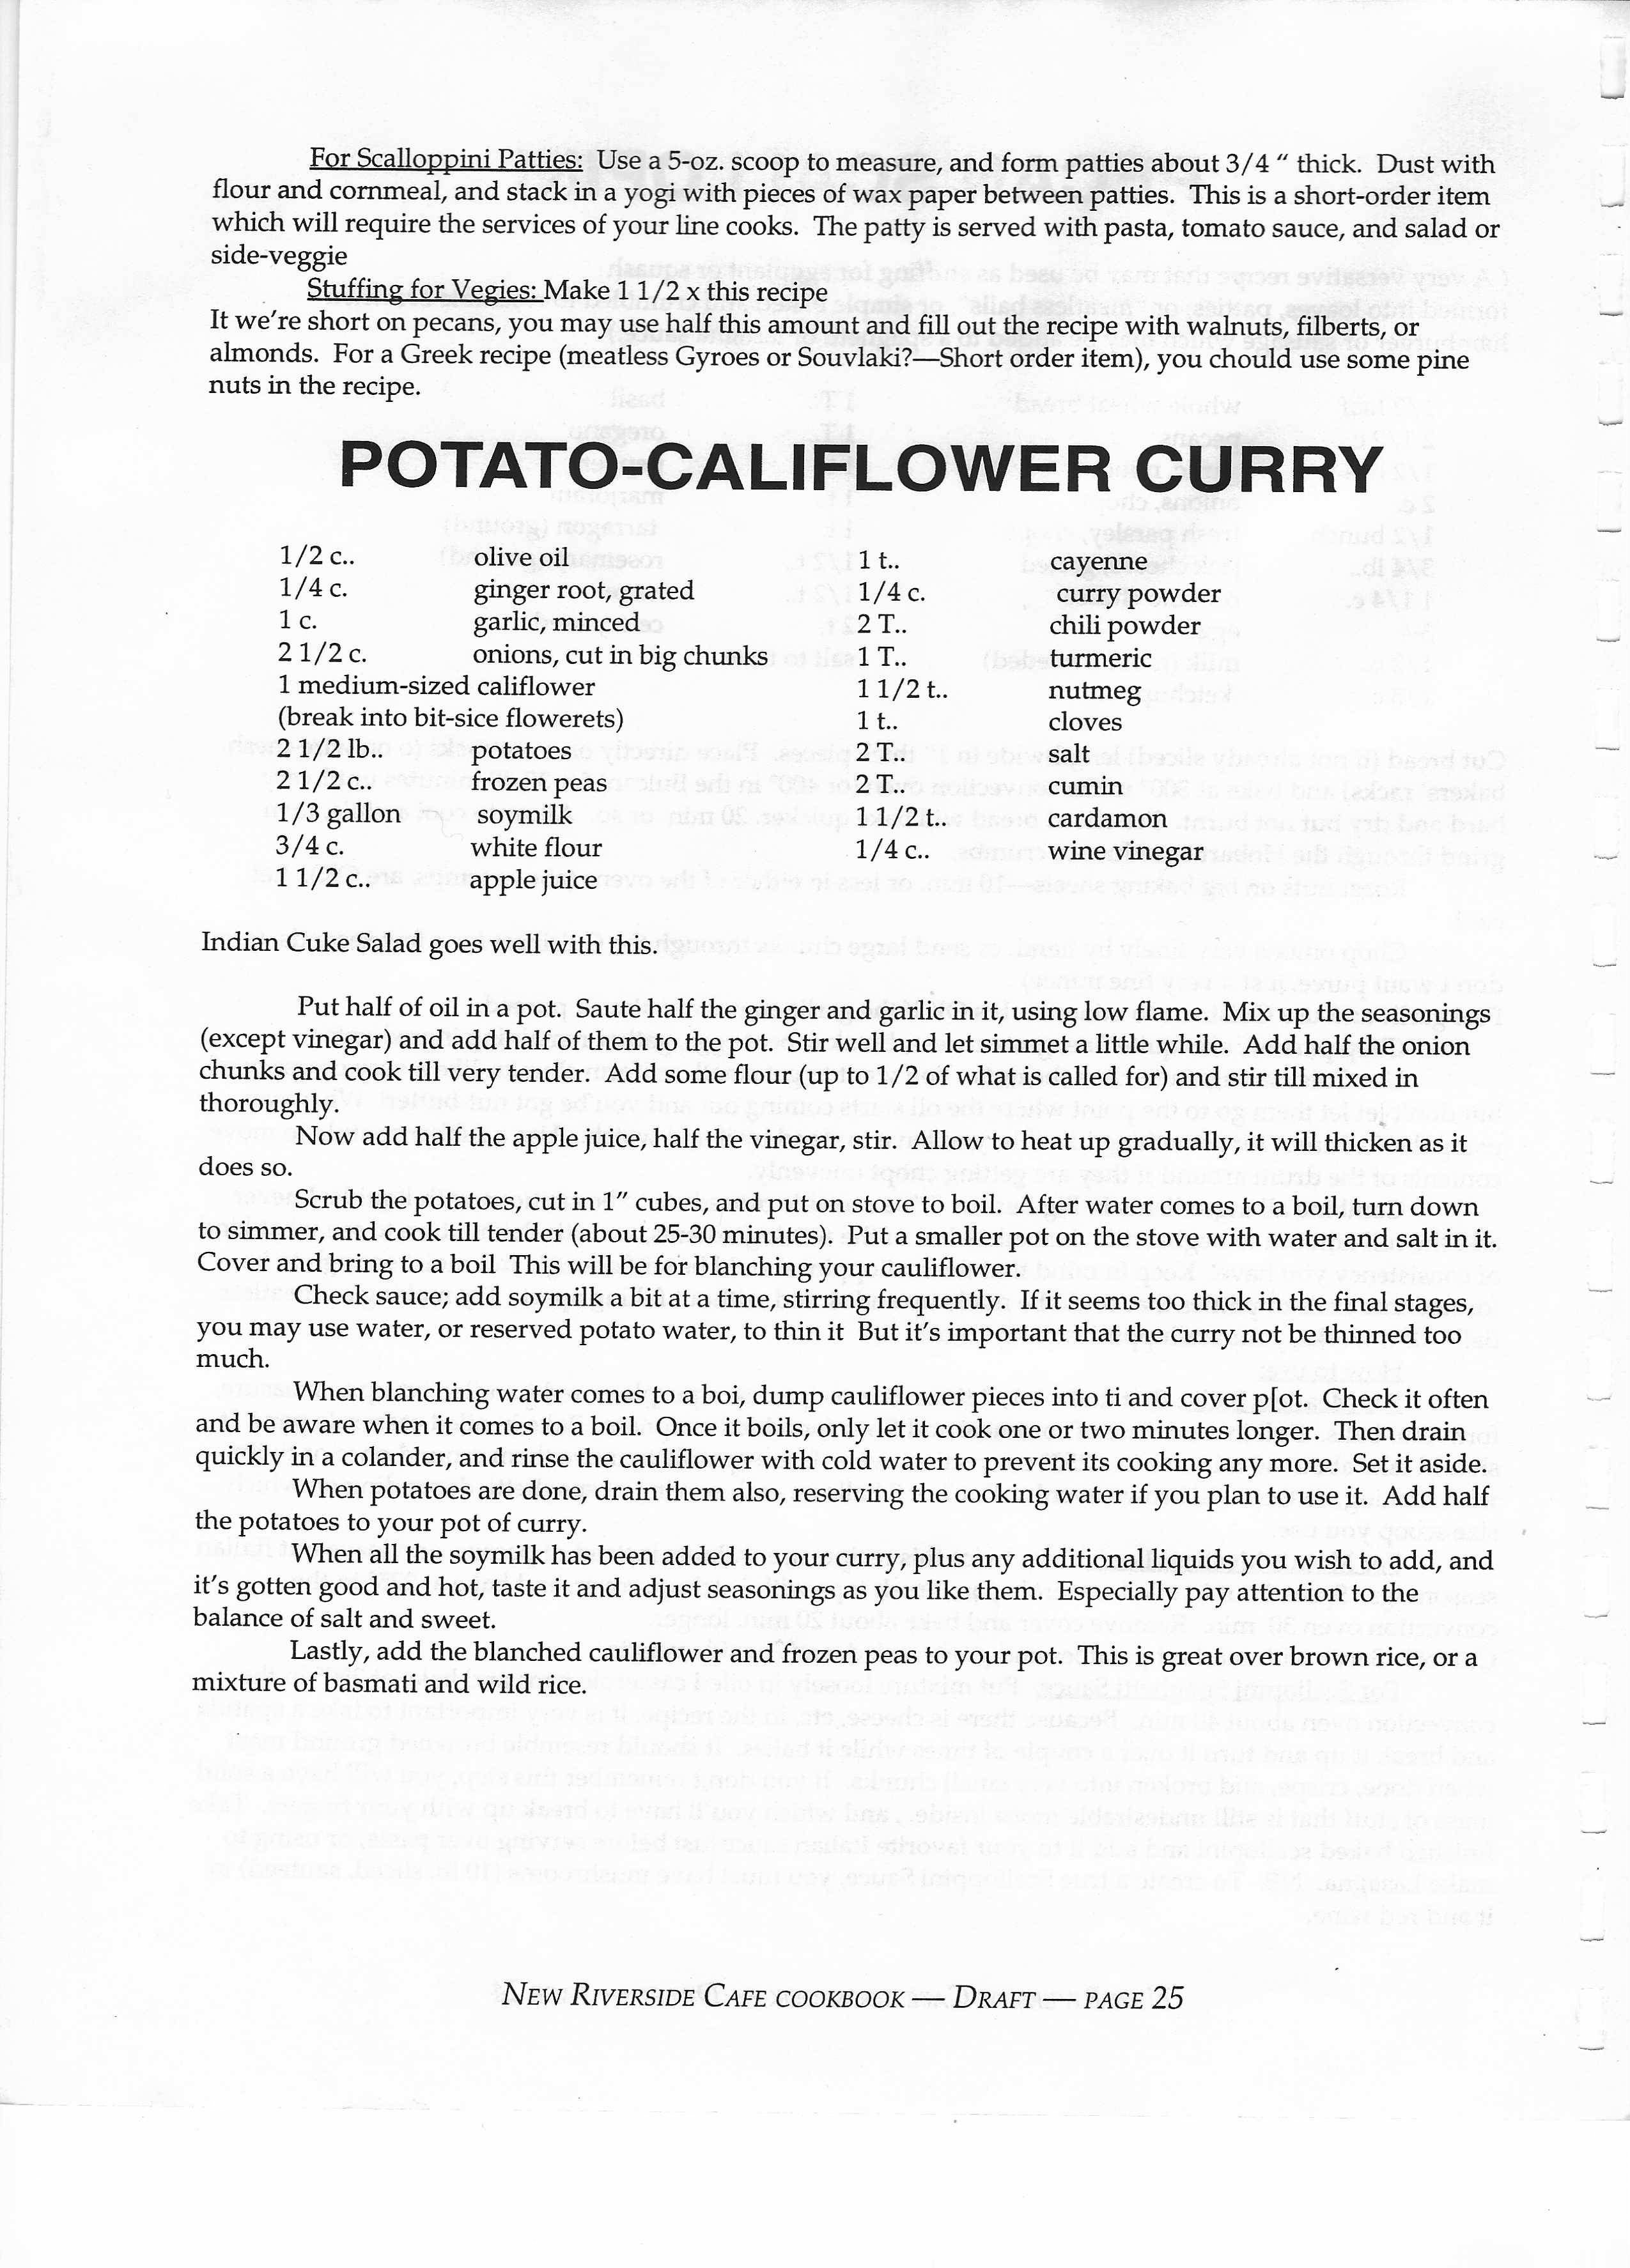 For Scalloppini Patties: Use a 5-oz. scoop to measure, and form patties about 3/4 “ thick. Dust with
flour and cornmeal, and stack in a yogi with pieces of wax paper between patties. This is a short-order item
which will require the services of your line cooks. The patty is served with pasta, tomato sauce, and salad or
side-veggie
Stuffing for Vegies: Make 1 1/2 x this recipe
It we’re short on pecans, you may use half this amount and fill out the recipe with walnuts, filberts, or
almonds. For a Greek recipe (meatless Gyroes or Souvlaki?—Short order item), you chould use some pine
nuts in the recipe.
POTATO-CALIFLOWER CURRY
1/2 c.. olive oil
1/4 c. ginger root, grated
1 c. garlic, minced
2 1/2 c. onions, cut in big chunks
1 medium-sized califlower
(break into bit-sice flowerets)
2 1/2 lb.. potatoes
2 1/2 c.. frozen peas
1/3 gallon soymilk
3/4 c. white flour
1 1/2 c.. apple juice
1 t.. cayenne
1/4 c. curry powder
2 T.. chili powder
1 T.. turmeric
1 1/2 t.. nutmeg
1 t.. cloves
2 T.. salt
2 T.. cumin
1 1/2 t.. cardamon
1/4 c.. wine vinegar
Indian Cuke Salad goes well with this.
Put half of oil in a pot. Saute half the ginger and garlic in it, using low flame. Mix up the seasonings
(except vinegar) and add half of them to the pot. Stir well and let simmet a little while. Add half the onion
chunks and cook till very tender. Add some flour (up to 1/2 of what is called for) and stir till mixed in
thoroughly.
Now add half the apple juice, half the vinegar, stir. Allow to heat up gradually, it will thicken as it
does so.
Scrub the potatoes, cut in 1” cubes, and put on stove to boil. After water comes to a boil, turn down
to simmer, and cook till tender (about 25-30 minutes). Put a smaller pot on the stove with water and salt in it.
Cover and bring to a boil This will be for blanching your cauliflower.
Check sauce; add soymilk a bit at a time, stirring frequently. If it seems too thick in the final stages,
you may use water, or reserved potato water, to thin it But it’s important that the curry not be thinned too
much.
When blanching water comes to a boi, dump cauliflower pieces into ti and cover p[ot. Check it often
and be aware when it comes to a boil. Once it boils, only let it cook one or two minutes longer. Then drain
quickly in a colander, and rinse the cauliflower with cold water to prevent its cooking any more. Set it aside.
When potatoes are done, drain them also, reserving the cooking water if you plan to use it. Add half
the potatoes to your pot of curry.
When all the soymilk has been added to your curry, plus any additional liquids you wish to add, and
it’s gotten good and hot, taste it and adjust seasonings as you like them. Especially pay attention to the
balance of salt and sweet.
Lastly, add the blanched cauliflower and frozen peas to your pot. This is great over brown rice, or a
mixture of basmati and wild rice.
NEW RIVERSIDE CAFE COOKBOOK — DRAFT — PAGE 25